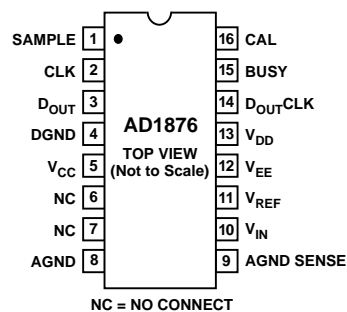 SAMPLE 1 16 CAL
CLK 2 15 BUSY
DOUT 3 14 DOUTCLK
DGND 4 AD1876 13 VDD
TOP VIEW
VCC 5 (Not to Scale) 12 VEE
NC 6 11 VREF
NC 7 10 VIN
AGND 8 9 AGND SENSE
NC = NO CONNECT